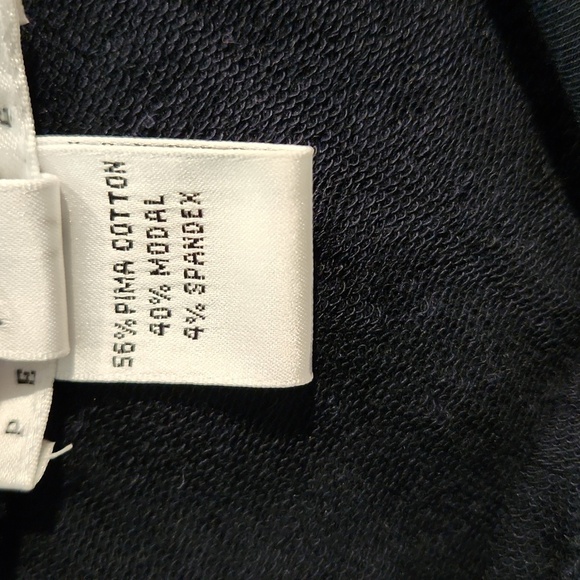 56% PIMA COTTON
40% MODAL
4% SPANDEX
P E
E